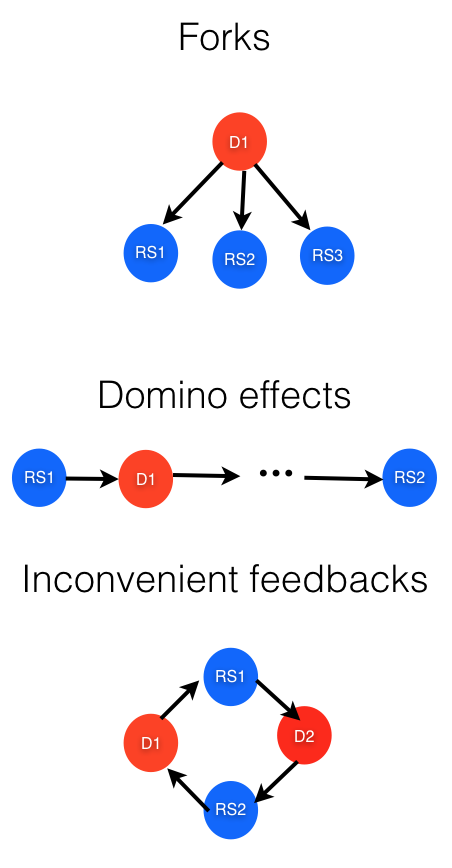 Forks
D1
RS1
RS2
RS3
Domino effects
RS1
D1
...
RS2
Inconvenient feedbacks
RS1
D1
D2
RS2